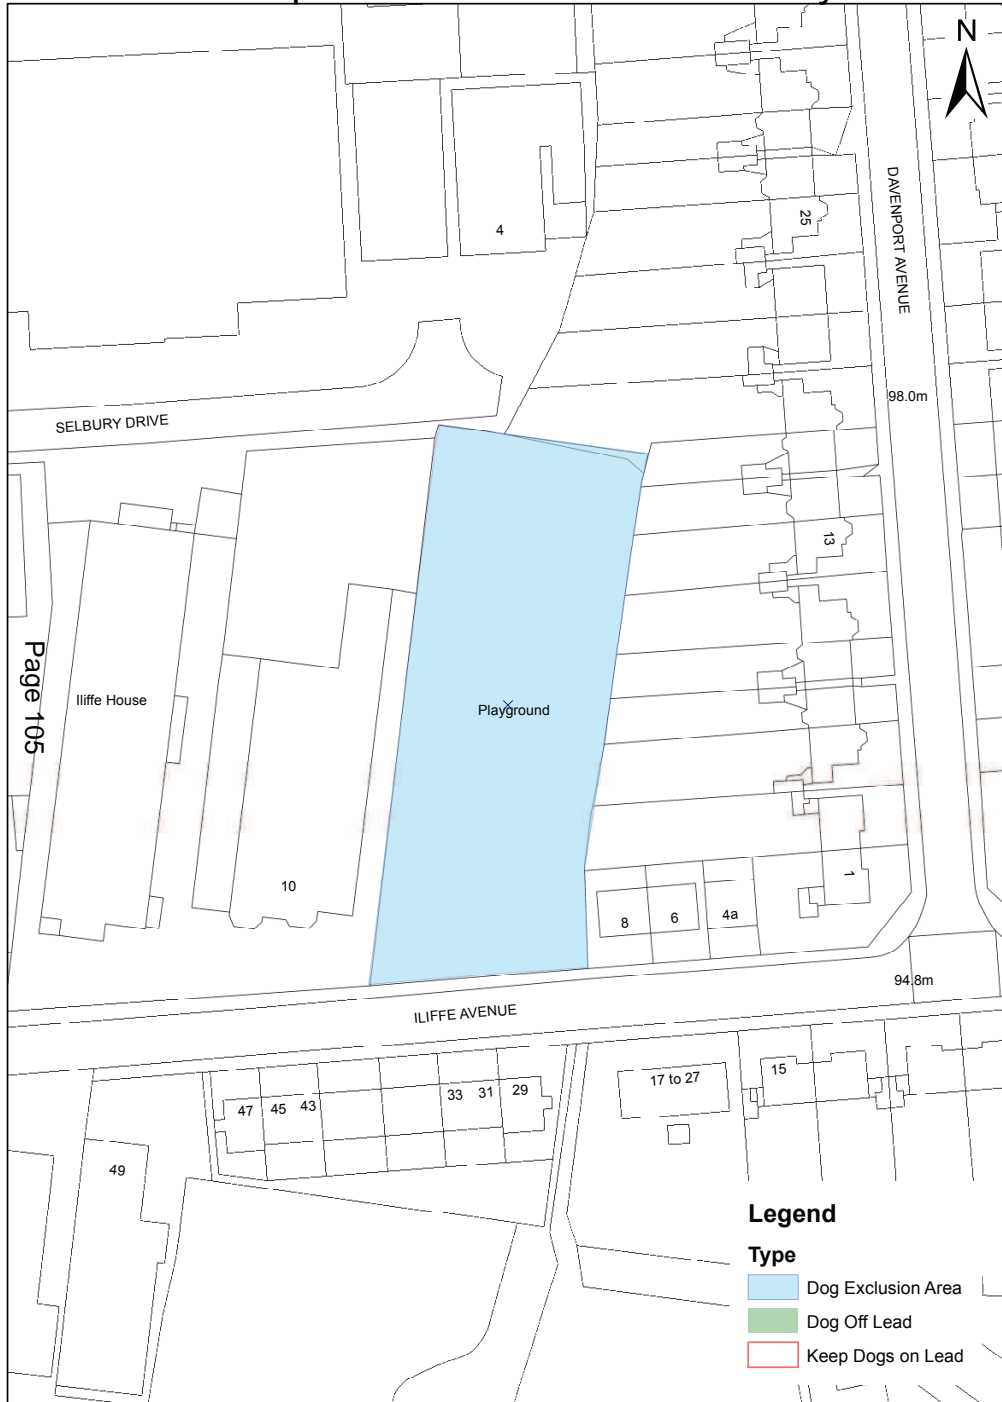 N
DAVENPORT AVENUE
25
4
98.0m
SELBURY DRIVE
13
Page 105
Iliffe House
Playground
10
1
8
6
4a
94.8m
ILIFFE AVENUE
47
45
43
33
31
29
17 to 27
15
49
Legend
Type
Dog Exclusion Area
Dog Off Lead
Keep Dogs on Lead